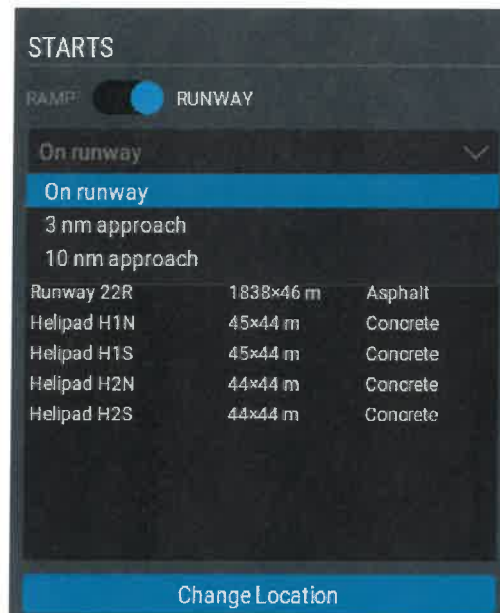 STARTS
RAMP RUNWAY
On runway
On runway
3 nm approach
10 nm approach
Runway 22R 1838×46 m Asphalt
Helipad H1N 45×44 m Concrete
Helipad H1S 45×44 m Concrete
Helipad H2N 44×44 m Concrete
Helipad H2S 44×44 m Concrete
Change Location